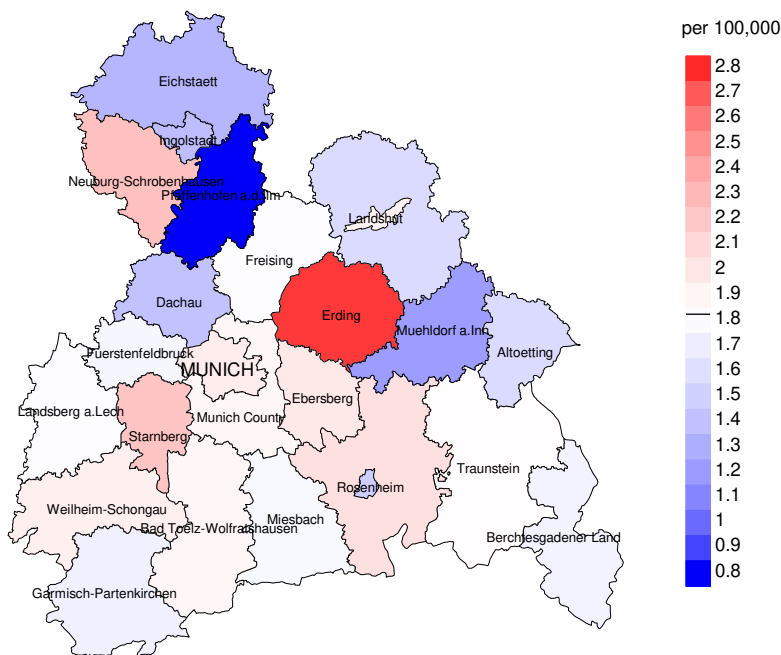 per 100,000
2.8
2.7
2.6
2.5
2.4
2.3
2.2
2.1
2
1.9
1.8
1.7
1.6
1.5
1.4
1.3
1.2
1.1
1
0.9
0.8
Eichstaett
Ingolstadt
Neuburg-Schrobenhausen
Pfaffenhofen a.d.Ilm
Landshut
Freising
Dachau
Erding
Muehldorf a.Inn
Altoetting
Fuerstenfeldbruck
MUNICH
Ebersberg
Landsberg a.Lech
Munich County
Starnberg
Traunstein
Rosenheim
Weilheim-Schongau
Miesbach
Bad Toelz-Wolfratshausen
Berchtesgadener Land
Garmisch-Partenkirchen